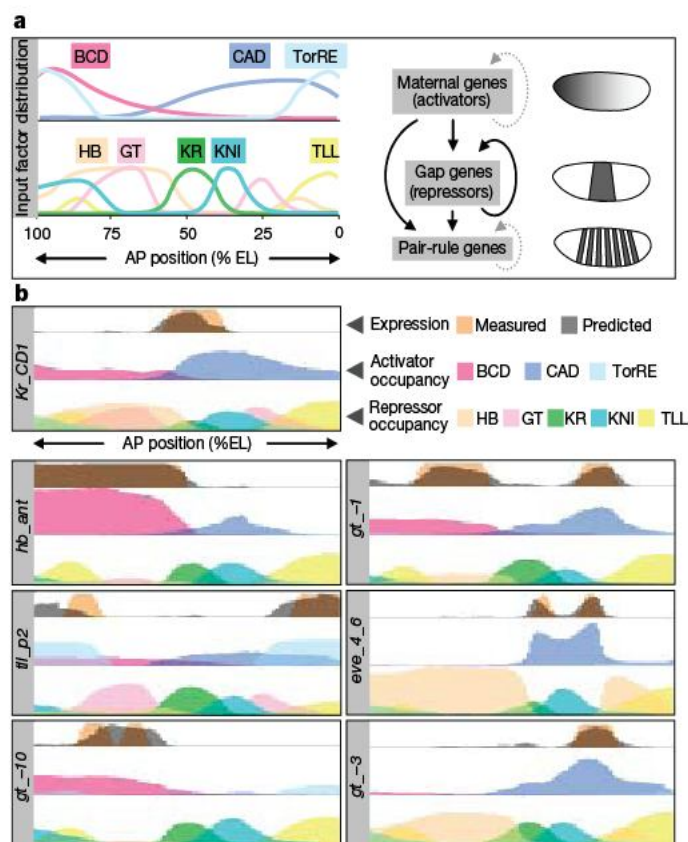 a
Input factor distribution
BCD CAD TorRE
HB GT KR KNI TLL
100 75 50 25 0
AP position (% EL)
Maternal genes
(activators)
Gap genes
(repressors)
Pair-rule genes
b
Kr_CD1
AP position (%EL)
Expression Measured Predicted
Activator
occupancy BCD CAD TorRE
Repressor
occupancy HB GT KR KNI TLL
hb_ant
gt_-1
tll_p2
eve_4_6
gt_-10
gt_-3